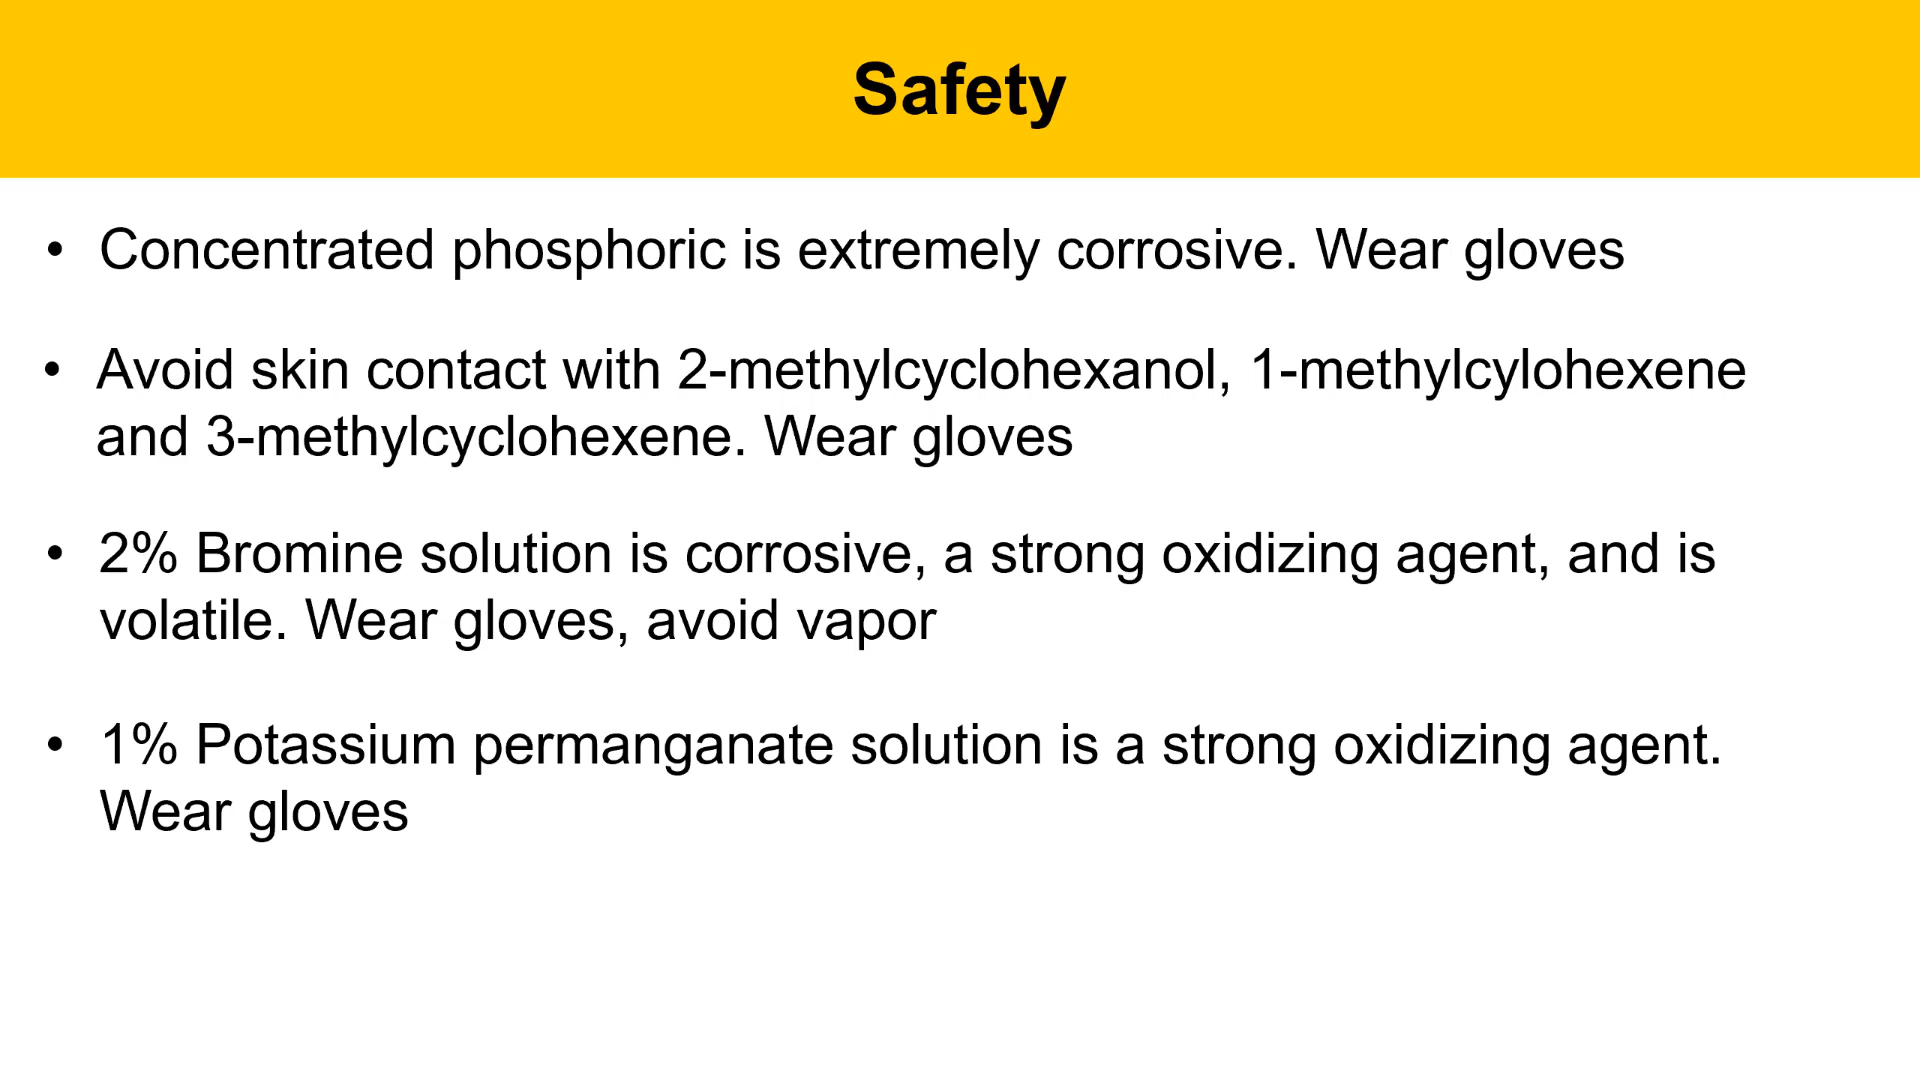 Safety
• Concentrated phosphoric is extremely corrosive. Wear gloves
• Avoid skin contact with 2-methylcyclohexanol, 1-methylcylohexene
and 3-methylcyclohexene. Wear gloves
• 2% Bromine solution is corrosive, a strong oxidizing agent, and is
volatile. Wear gloves, avoid vapor
• 1% Potassium permanganate solution is a strong oxidizing agent.
Wear gloves